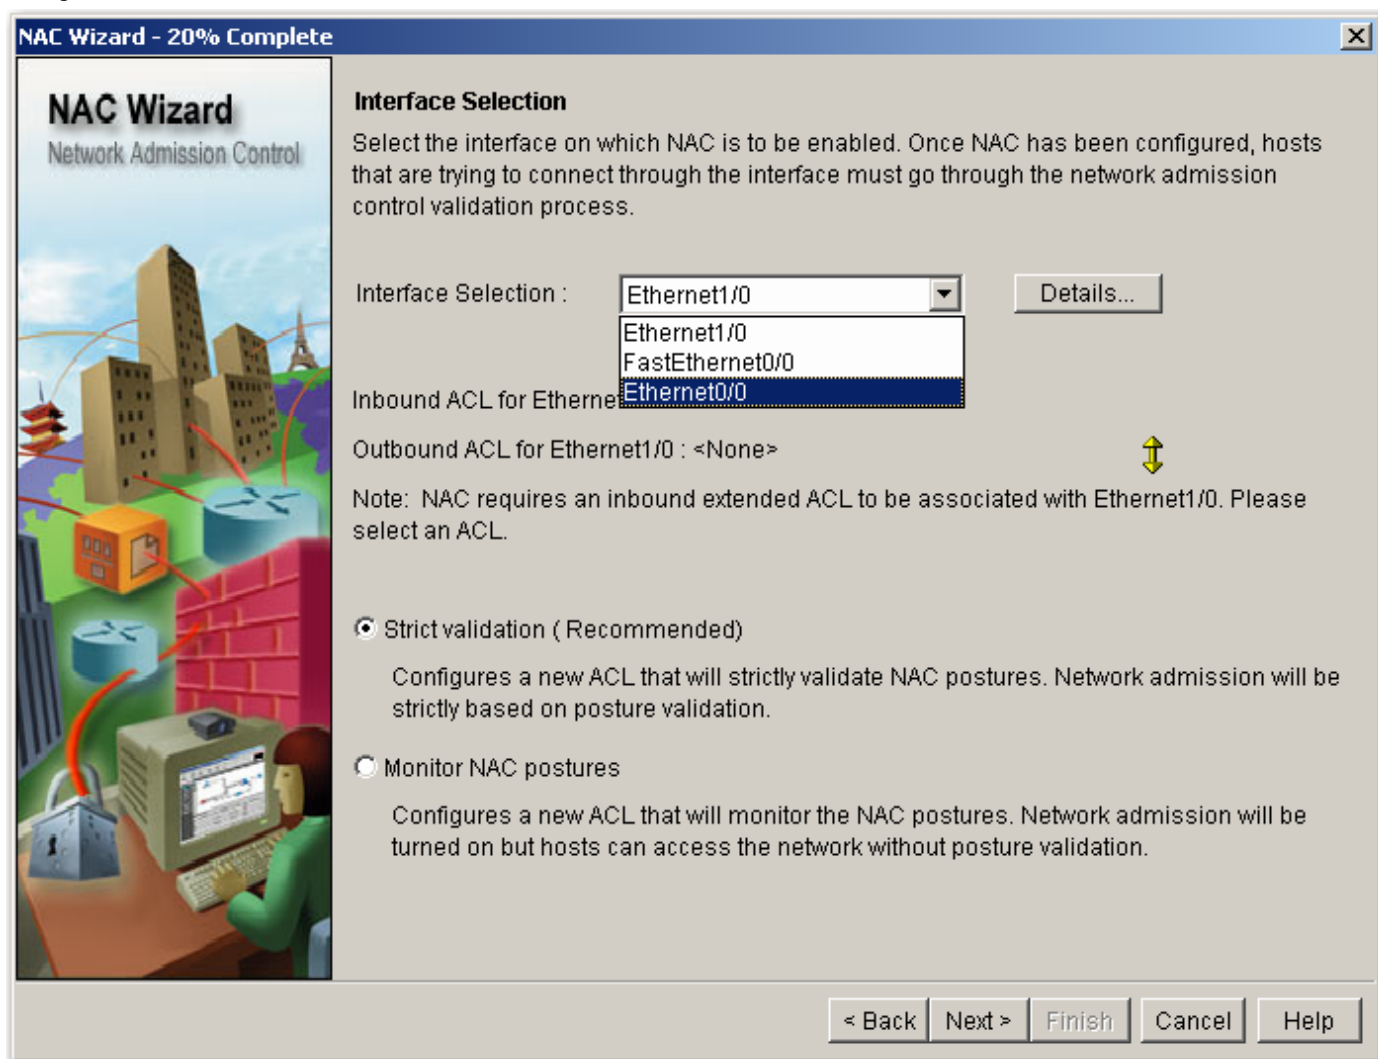 NAC Wizard - 20% Complete
NAC Wizard
Network Admission Control
Interface Selection
Select the interface on which NAC is to be enabled. Once NAC has been configured, hosts
that are trying to connect through the interface must go through the network admission
control validation process.
Interface Selection :
Ethernet1/0
Details...
Ethernet1/0
FastEthernet0/0
Ethernet0/0
Inbound ACL for Etherne
Outbound ACL for Ethernet1/0 : <None>
Note: NAC requires an inbound extended ACL to be associated with Ethernet1/0. Please
select an ACL.
Strict validation ( Recommended)
Configures a new ACL that will strictly validate NAC postures. Network admission will be
strictly based on posture validation.
Monitor NAC postures
Configures a new ACL that will monitor the NAC postures. Network admission will be
turned on but hosts can access the network without posture validation.
< Back
Next >
Finish
Cancel
Help